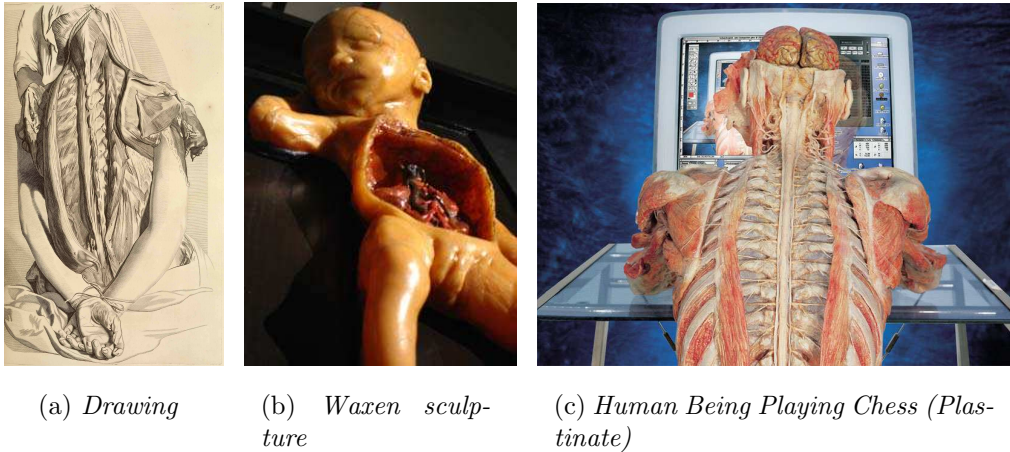 (a) Drawing
(b) Waxen sculp-
ture
(c) Human Being Playing Chess (Plas-
tinate)